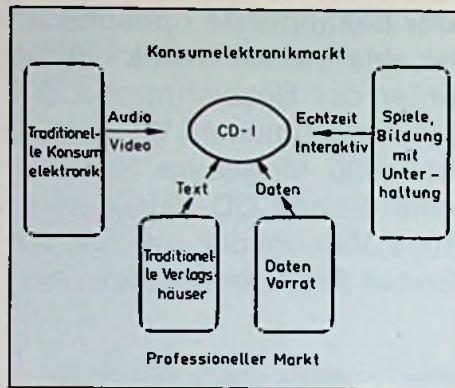 Konsumelektronikmarkt
Traditionel-
le Konsum
elektronik
Audio
Video
CD-I
Echtzeit
Interaktiv
Spiele,
Bildung
mit
Unter-
haltung
Text
Daten
Traditionel-
le Verlags-
häuser
Daten
Vorrat
Professioneller Markt